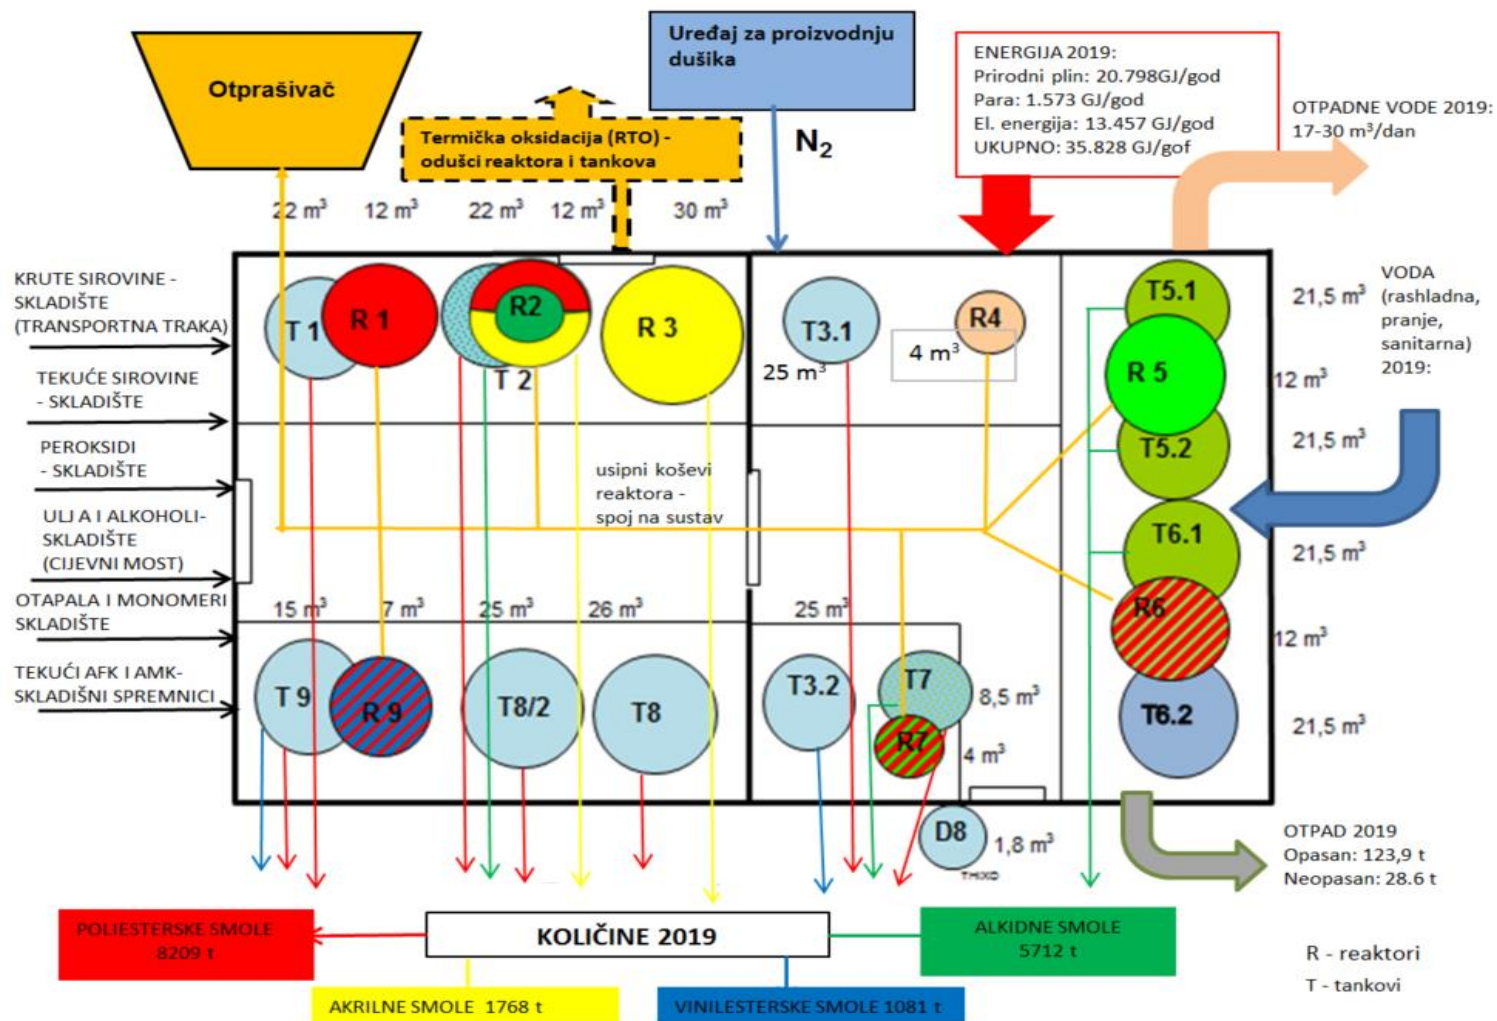 Otprašivač
Termička oksidacija (RTO) -
odušci reaktora i tankova
Uređaj za proizvodnju
dušika
N2
ENERGIJA 2019:
Prirodni plin: 20.798GJ/god
Para: 1.573 GJ/god
El. energija: 13.457 GJ/god
UKUPNO: 35.828 GJ/gof
OTPADNE VODE 2019:
17-30 m³/dan
22 m³
12 m³
22 m³
12 m³
30 m³
KRUTE SIROVINE -
SKLADIŠTE
(TRANSPORTNA TRAKA)
TEKUĆE SIROVINE
- SKLADIŠTE
PEROKSIDI
- SKLADIŠTE
ULJ A I ALKOHOLI-
SKLADIŠTE
(CIJEVNI MOST)
OTAPALA I MONOMERI
SKLADIŠTE
TEKUĆI AFK I AMK-
SKLADIŠNI SPREMNICI
T 1
R 1
R2
T 2
R 3
T3.1
25 m³
R4
4 m³
T5.1
R 5
T5.2
T6.1
R6
T6.2
21,5 m³
12 m³
21,5 m³
21,5 m³
12 m³
21,5 m³
VODA
(rashladna,
pranje,
sanitarna)
2019:
usipni koševi
reaktora -
spoj na sustav
15 m³
7 m³
25 m³
26 m³
25 m³
T 9
R 9
T8/2
T8
T3.2
T7
8,5 m³
R7
4 m³
D8
1,8 m³
THIXO
OTPAD 2019
Opasan: 123,9 t
Neopasan: 28.6 t
POLIESTERSKE SMOLE
8209 t
KOLIČINE 2019
ALKIDNE SMOLE
5712 t
AKRILNE SMOLE 1768 t
VINILESTERSKE SMOLE 1081 t
R - reaktori
T - tankovi